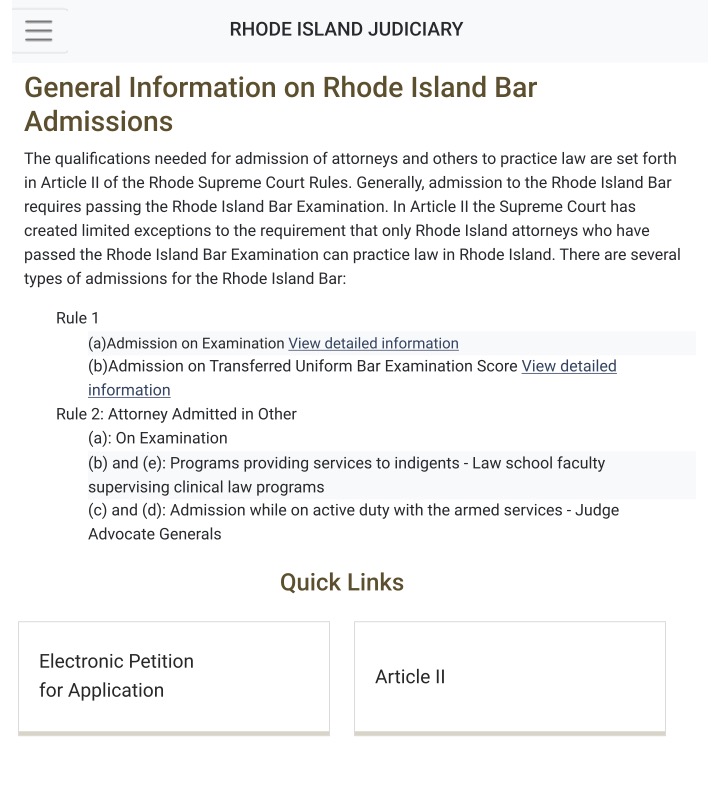 RHODE ISLAND JUDICIARY
General Information on Rhode Island Bar
Admissions
The qualifications needed for admission of attorneys and others to practice law are set forth
in Article II of the Rhode Supreme Court Rules. Generally, admission to the Rhode Island Bar
requires passing the Rhode Island Bar Examination. In Article II the Supreme Court has
created limited exceptions to the requirement that only Rhode Island attorneys who have
passed the Rhode Island Bar Examination can practice law in Rhode Island. There are several
types of admissions for the Rhode Island Bar:
Rule 1
(a)Admission on Examination View detailed information
(b)Admission on Transferred Uniform Bar Examination Score View detailed
information
Rule 2: Attorney Admitted in Other
(a): On Examination
(b) and (e): Programs providing services to indigents - Law school faculty
supervising clinical law programs
(c) and (d): Admission while on active duty with the armed services - Judge
Advocate Generals
Quick Links
Electronic Petition
for Application
Article II